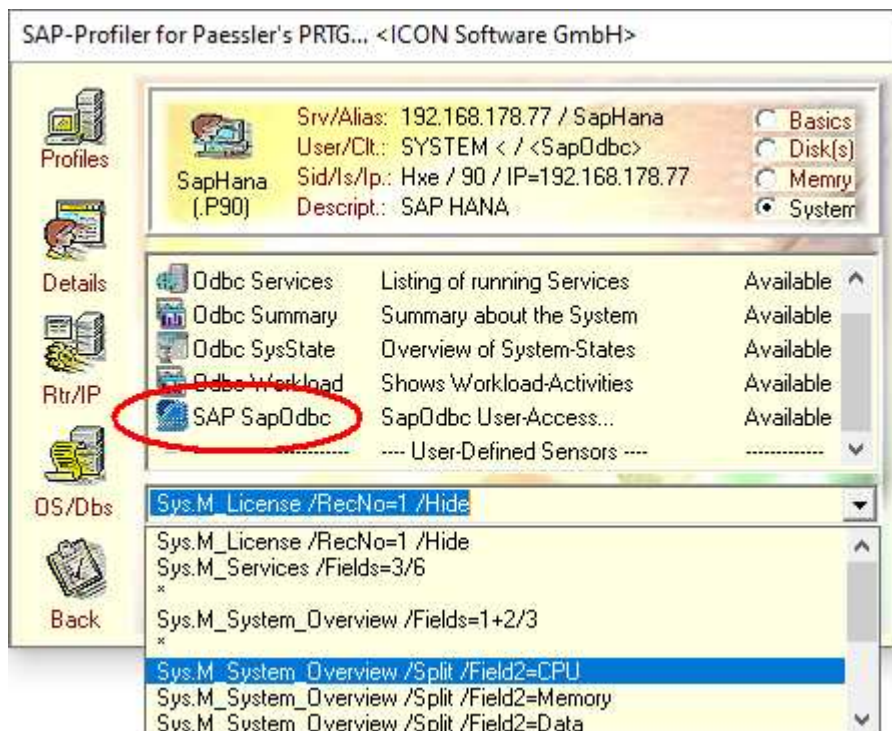 SAP-Profiler for Paessler's PRTG... <ICON Software GmbH>
Profiles
Details
Rtr/IP
OS/Dbs
Back
SapHana
(.P90)
Srv/Alias: 192.168.178.77 / SapHana
User/Clt.: SYSTEM < / <SapOdbc>
Sid/Is/Ip.: Hxe / 90 / IP=192.168.178.77
Descript.: SAP HANA
Basics
Disk(s)
Memry
System
Odbc Services Listing of running Services Available
Odbc Summary Summary about the System Available
Odbc SysState Overview of System-States Available
Odbc Workload Shows Workload-Activities Available
SAP SapOdbc SapOdbc User-Access... Available
---------------------- ---- User-Defined Sensors ---- -------------
Sys.M_License /RecNo=1 /Hide
Sys.M_License /RecNo=1 /Hide
Sys.M_Services /Fields=3/6
*
Sys.M_System_Overview /Fields=1+2/3
*
Sys.M_System_Overview /Split /Field2=CPU
Sys.M_System_Overview /Split /Field2=Memory
Sys.M_System_Overview /Split /Field2=Data